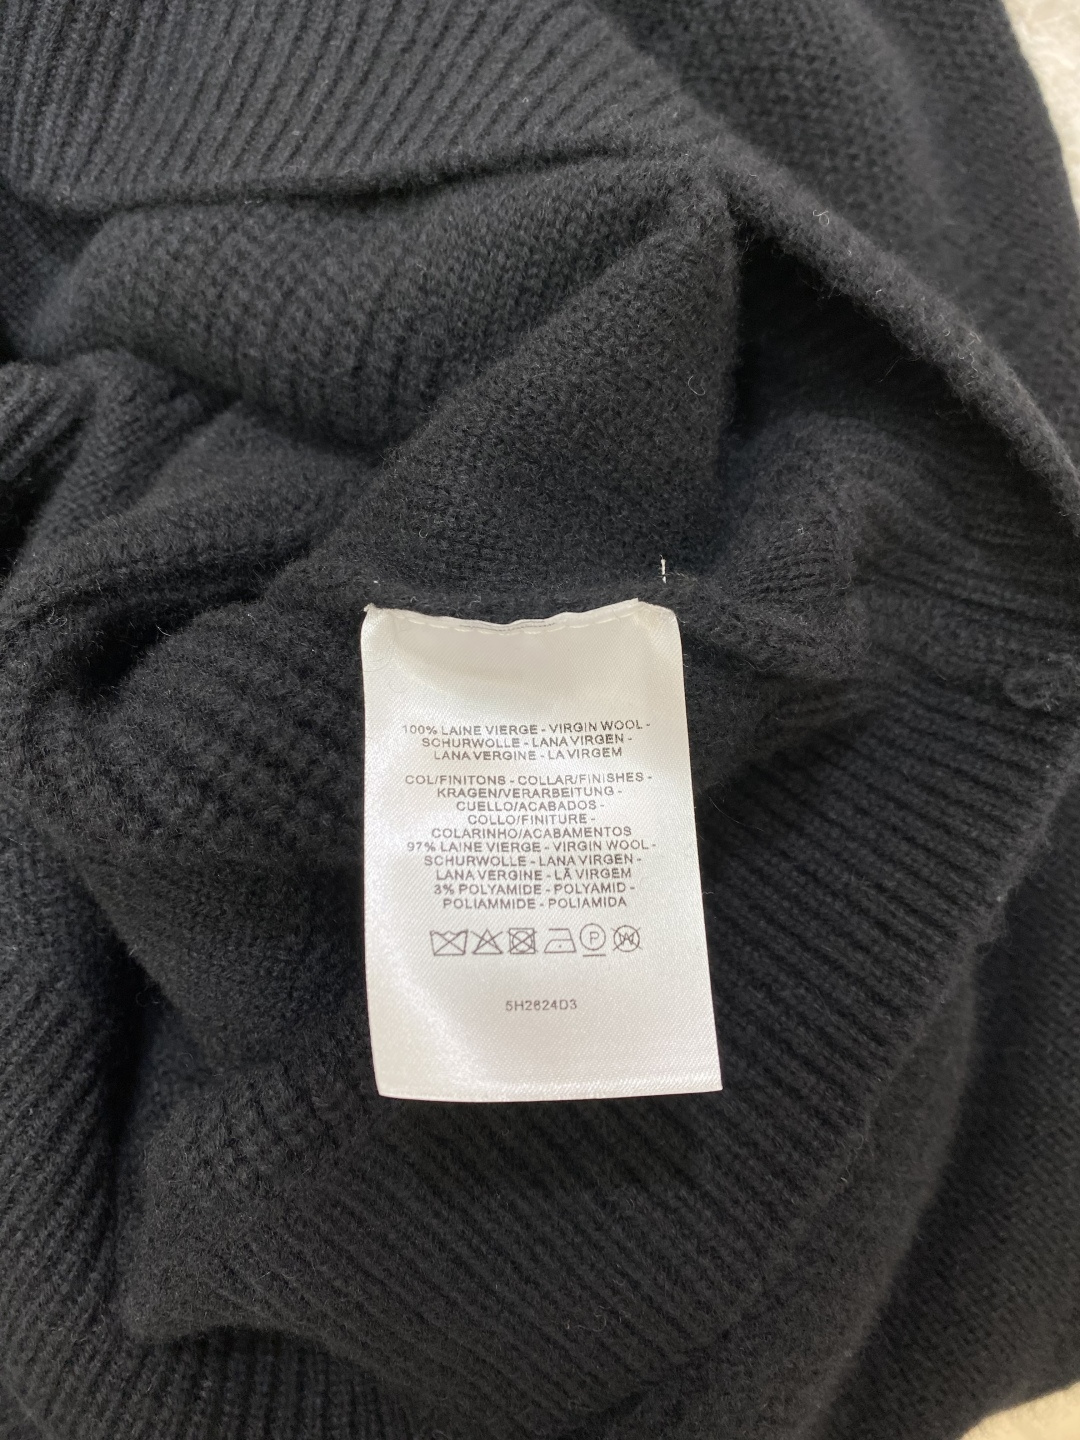 100% LAINE VIERGE - VIRGIN WOOL -
SCHURWOLLE - LANA VIRGEN -
LANA VERGINE - LA VIRGEM
COL/FINITONS - COLLAR/FINISHES -
KRAGEN/VERARBEITUNG -
CUELLO/ACABADOS -
COLLO/FINITURE -
COLARINHO/ACABAMENTOS
97% LAINE VIERGE - VIRGIN WOOL -
SCHURWOLLE - LANA VIRGEN -
LANA VERGINE - LÃ VIRGEM
3% POLYAMIDE - POLYAMID -
POLIAMMIDE - POLIAMIDA
P W
5H2624D3